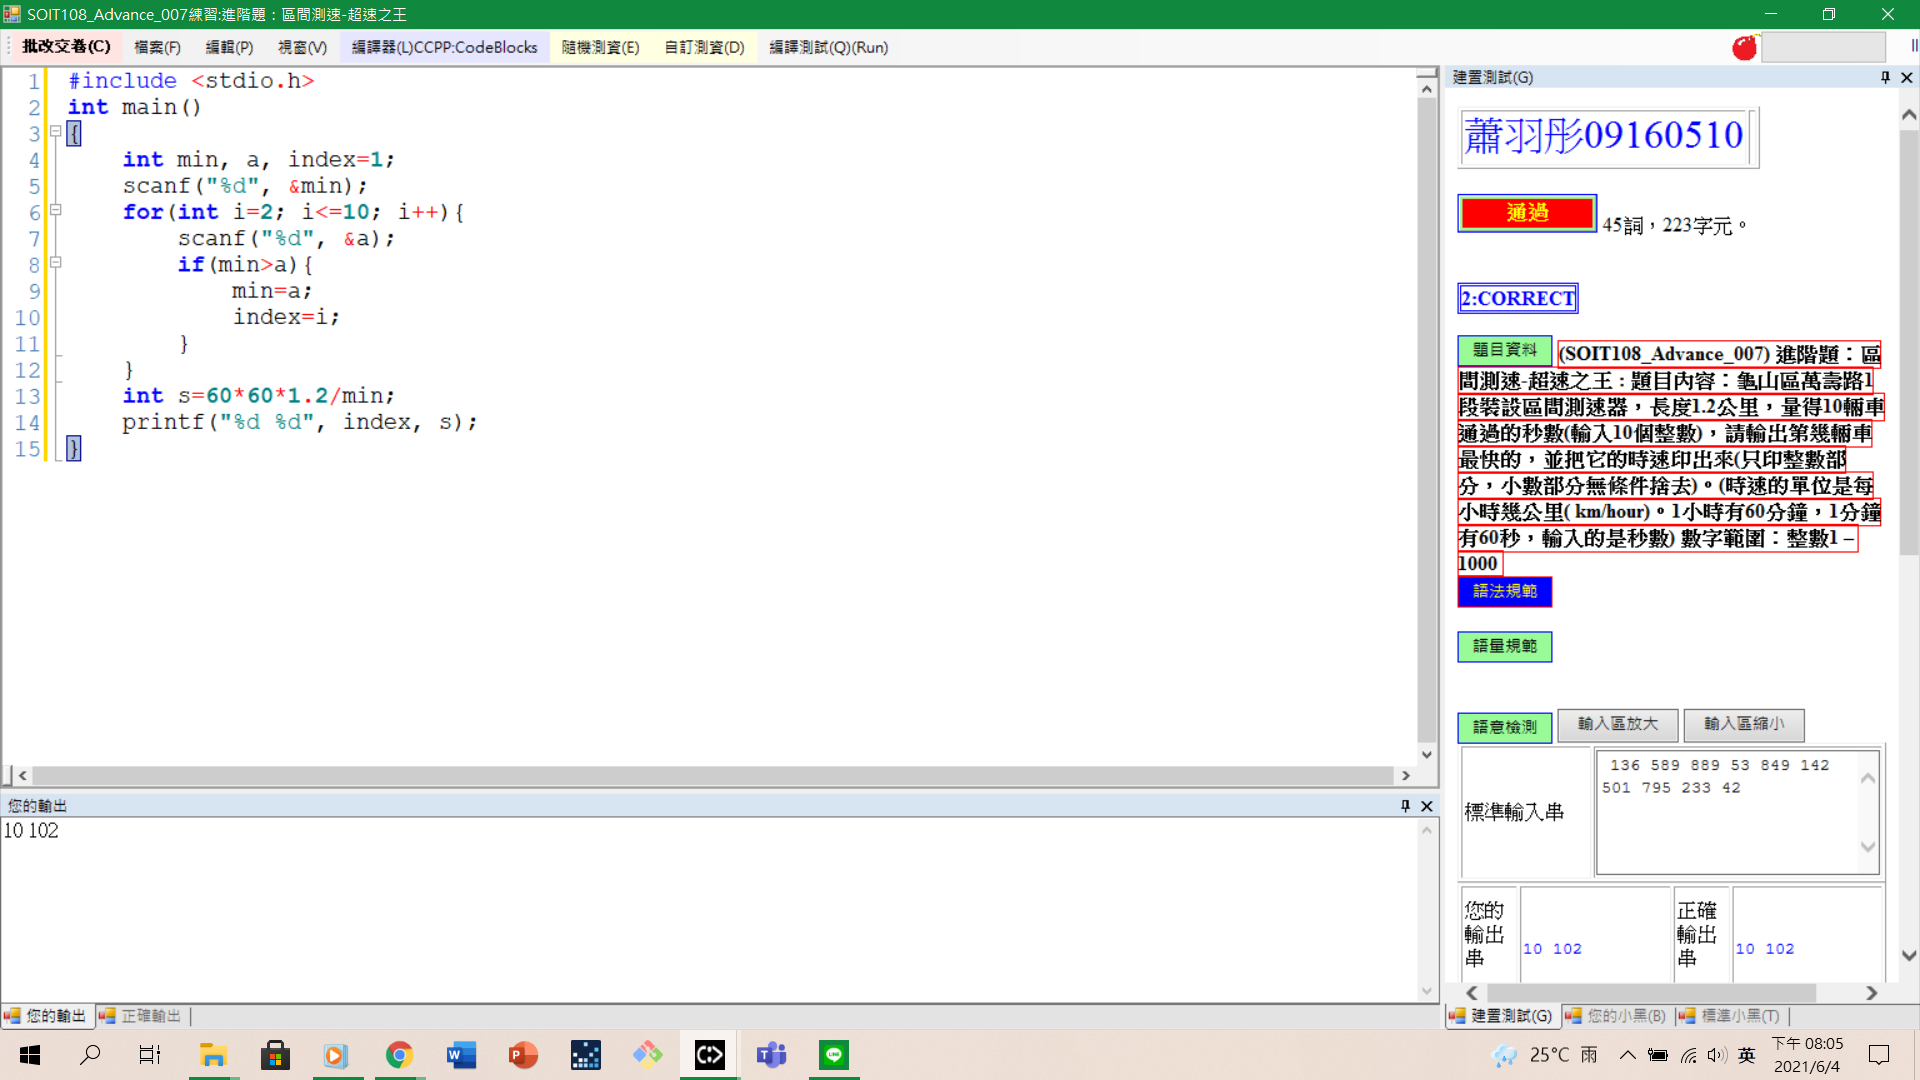 SOIT108_Advance_007練習:進階題：區間測速-超速之王
批改交卷(C) 檔案(F) 編輯(P) 視窗(V) 編譯器(L)CCPP:CodeBlocks 隨機測資(E) 自訂測資(D) 編譯測試(Q)(Run)
1 #include <stdio.h>
2 int main()
3 {
4 int min, a, index=1;
5 scanf("%d", &min);
6 for(int i=2; i<=10; i++){
7 scanf("%d", &a);
8 if(min>a){
9 min=a;
10 index=i;
11 }
12 }
13 int s=60*60*1.2/min;
14 printf("%d %d", index, s);
15 }
您的輸出
10 102
您的輸出 正確輸出
建置測試(G)
蕭羽彤09160510
通過 45詞，223字元。
2:CORRECT
題目資料 (SOIT108_Advance_007) 進階題：區
間測速-超速之王 : 題目內容：龜山區萬壽路1
段裝設區間測速器，長度1.2公里，量得10輛車
通過的秒數(輸入10個整數)，請輸出第幾輛車
最快的，並把它的時速印出來(只印整數部
分，小數部分無條件捨去)。(時速的單位是每
小時幾公里( km/hour)。1小時有60分鐘，1分鐘
有60秒，輸入的是秒數) 數字範圍：整數1 –
1000
語法規範
語量規範
語意檢測 輸入區放大 輸入區縮小
標準輸入串
136 589 889 53 849 142
501 795 233 42
您的
輸出
串
10 102
正確
輸出
串
10 102
建置測試(G) 您的小黑(B) 標準小黑(T)
25°C 雨 英
下午 08:05
2021/6/4